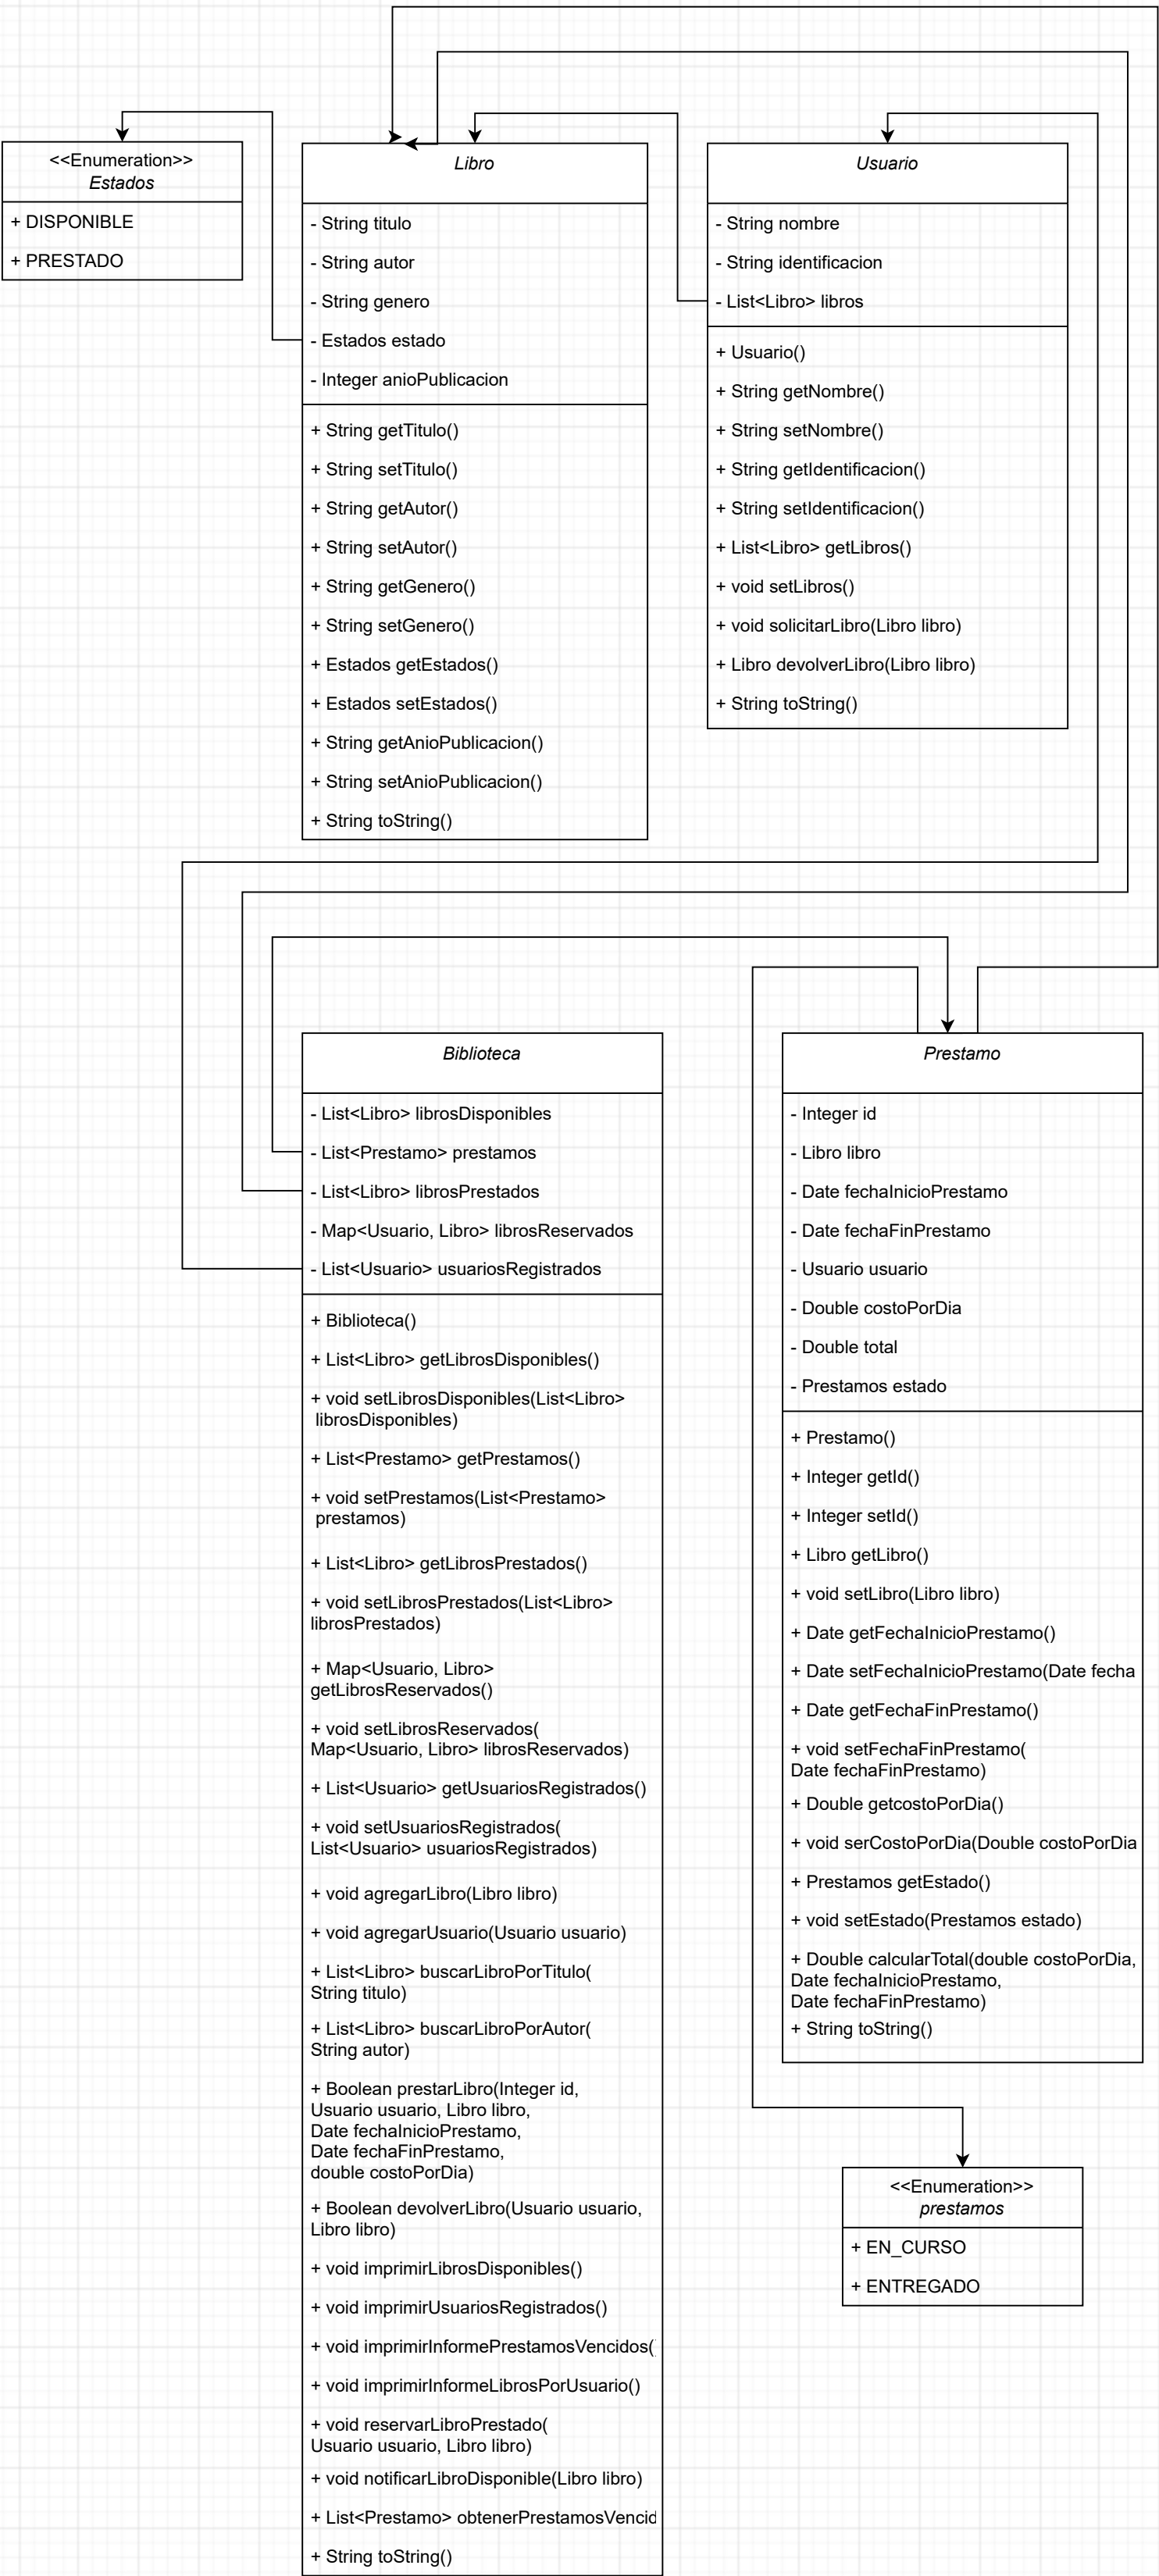 <<Enumeration>>
Estados
+ DISPONIBLE
+ PRESTADO
Libro
- String titulo
- String autor
- String genero
- Estados estado
- Integer anioPublicacion
+ String getTitulo()
+ String setTitulo()
+ String getAutor()
+ String setAutor()
+ String getGenero()
+ String setGenero()
+ Estados getEstados()
+ Estados setEstados()
+ String getAnioPublicacion()
+ String setAnioPublicacion()
+ String toString()
Usuario
- String nombre
- String identificacion
- List<Libro> libros
+ Usuario()
+ String getNombre()
+ String setNombre()
+ String getIdentificacion()
+ String setIdentificacion()
+ List<Libro> getLibros()
+ void setLibros()
+ void solicitarLibro(Libro libro)
+ Libro devolverLibro(Libro libro)
+ String toString()
Biblioteca
- List<Libro> librosDisponibles
- List<Prestamo> prestamos
- List<Libro> librosPrestados
- Map<Usuario, Libro> librosReservados
- List<Usuario> usuariosRegistrados
+ Biblioteca()
+ List<Libro> getLibrosDisponibles()
+ void setLibrosDisponibles(List<Libro>
librosDisponibles)
+ List<Prestamo> getPrestamos()
+ void setPrestamos(List<Prestamo>
prestamos)
+ List<Libro> getLibrosPrestados()
+ void setLibrosPrestados(List<Libro>
librosPrestados)
+ Map<Usuario, Libro>
getLibrosReservados()
+ void setLibrosReservados(
Map<Usuario, Libro> librosReservados)
+ List<Usuario> getUsuariosRegistrados()
+ void setUsuariosRegistrados(
List<Usuario> usuariosRegistrados)
+ void agregarLibro(Libro libro)
+ void agregarUsuario(Usuario usuario)
+ List<Libro> buscarLibroPorTitulo(
String titulo)
+ List<Libro> buscarLibroPorAutor(
String autor)
+ Boolean prestarLibro(Integer id,
Usuario usuario, Libro libro,
Date fechaInicioPrestamo,
Date fechaFinPrestamo,
double costoPorDia)
+ Boolean devolverLibro(Usuario usuario,
Libro libro)
+ void imprimirLibrosDisponibles()
+ void imprimirUsuariosRegistrados()
+ void imprimirInformePrestamosVencidos(
+ void imprimirInformeLibrosPorUsuario()
+ void reservarLibroPrestado(
Usuario usuario, Libro libro)
+ void notificarLibroDisponible(Libro libro)
+ List<Prestamo> obtenerPrestamosVencid
+ String toString()
Prestamo
- Integer id
- Libro libro
- Date fechaInicioPrestamo
- Date fechaFinPrestamo
- Usuario usuario
- Double costoPorDia
- Double total
- Prestamos estado
+ Prestamo()
+ Integer getId()
+ Integer setId()
+ Libro getLibro()
+ void setLibro(Libro libro)
+ Date getFechaInicioPrestamo()
+ Date setFechaInicioPrestamo(Date fecha
+ Date getFechaFinPrestamo()
+ void setFechaFinPrestamo(
Date fechaFinPrestamo)
+ Double getcostoPorDia()
+ void serCostoPorDia(Double costoPorDia
+ Prestamos getEstado()
+ void setEstado(Prestamos estado)
+ Double calcularTotal(double costoPorDia,
Date fechaInicioPrestamo,
Date fechaFinPrestamo)
+ String toString()
<<Enumeration>>
prestamos
+ EN_CURSO
+ ENTREGADO